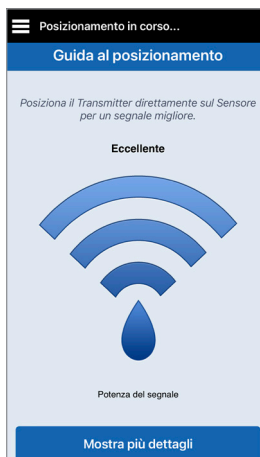 Posizionamento in corso...
Guida al posizionamento
Posiziona il Transmitter direttamente sul Sensore
per un segnale migliore.
Eccellente
Potenza del segnale
Mostra più dettagli